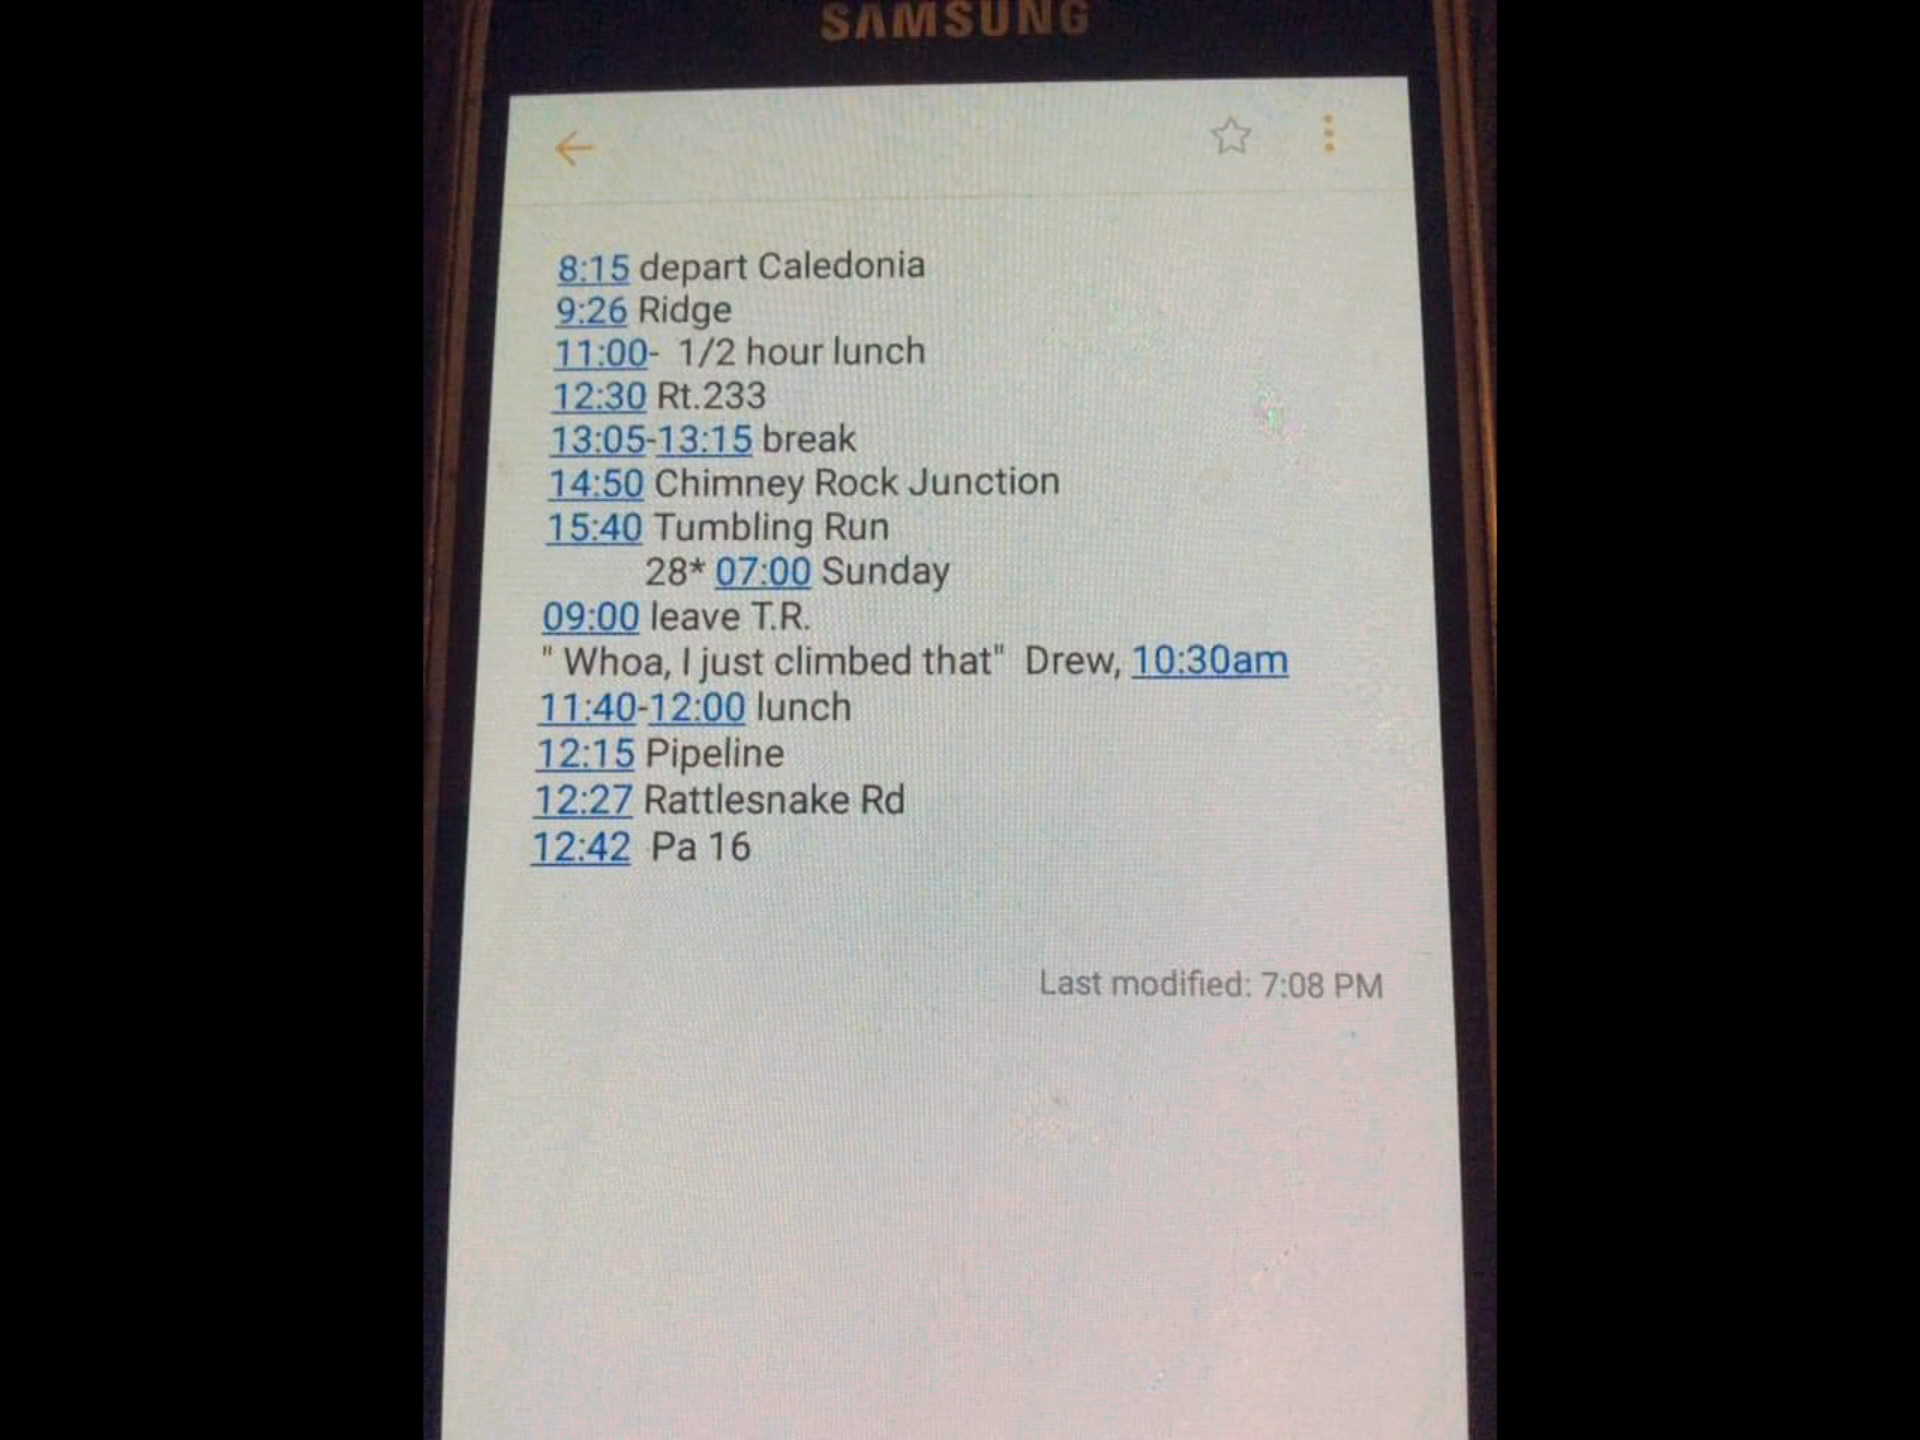 SAMSUNG
8:15 depart Caledonia
9:26 Ridge
11:00-  1/2 hour lunch
12:30 Rt.233
13:05-13:15 break
14:50 Chimney Rock Junction
15:40 Tumbling Run
28* 07:00 Sunday
09:00 leave T.R.
" Whoa, I just climbed that"  Drew, 10:30am
11:40-12:00 lunch
12:15 Pipeline
12:27 Rattlesnake Rd
12:42  Pa 16
Last modified: 7:08 PM